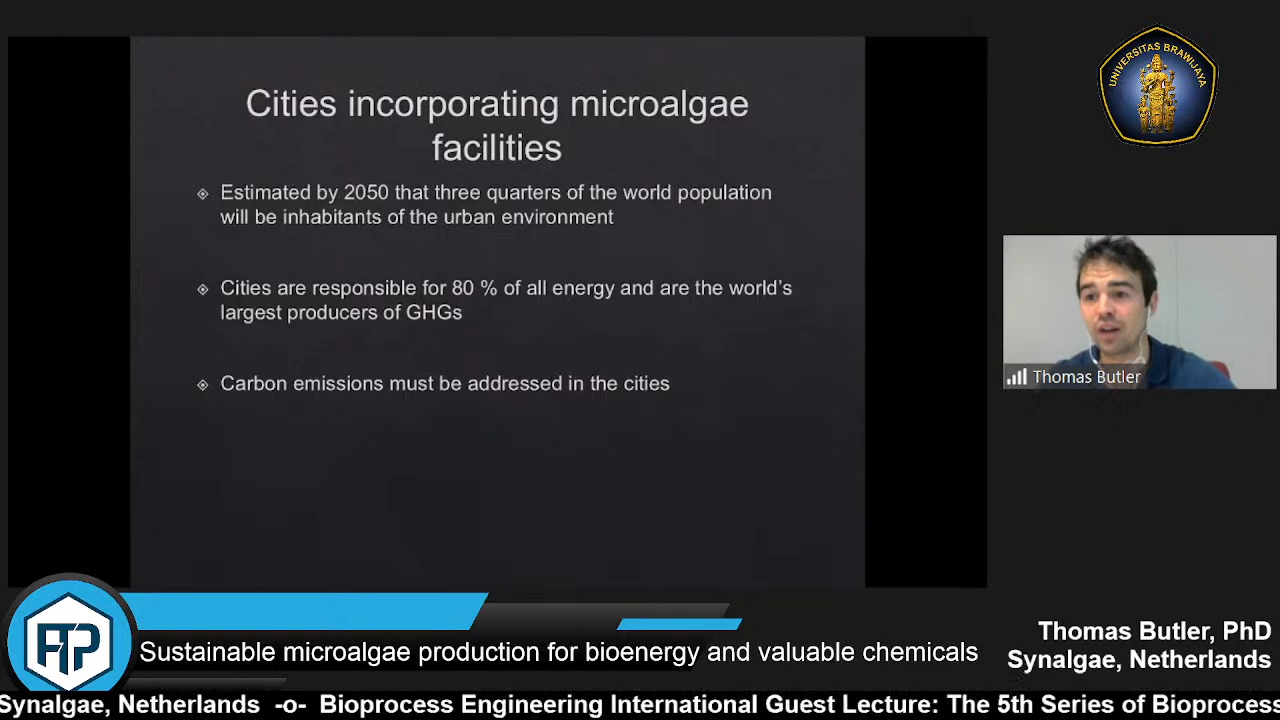 Cities incorporating microalgae
facilities
Estimated by 2050 that three quarters of the world population
will be inhabitants of the urban environment
Cities are responsible for 80 % of all energy and are the world’s
largest producers of GHGs
Carbon emissions must be addressed in the cities
UNIVERSITAS BRAWIJAYA
Thomas Butler
FTP
Sustainable microalgae production for bioenergy and valuable chemicals
Thomas Butler, PhD
Synalgae, Netherlands
Synalgae, Netherlands -o- Bioprocess Engineering International Guest Lecture: The 5th Series of Bioprocess